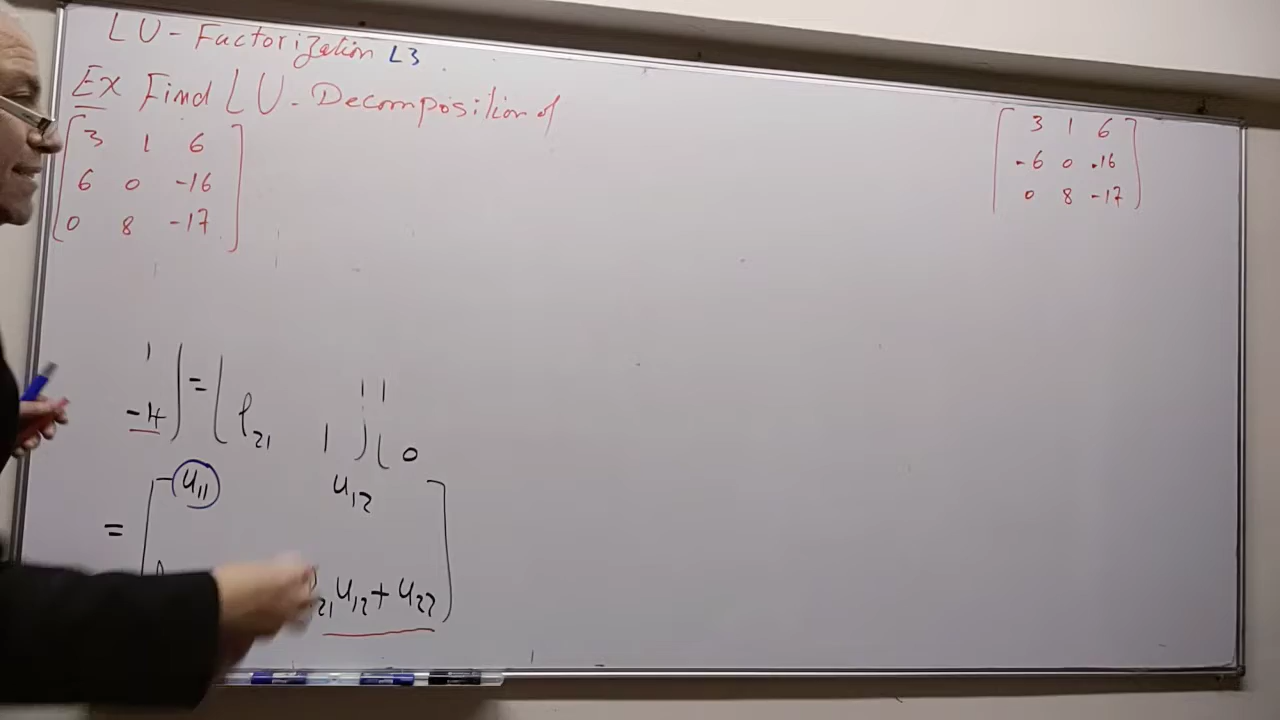 LU-Factorization L3
Ex Find LU-Decomposition of
3 1 6
6 0 -16
0 8 -17
3 1 6
-6 0 -16
0 8 -17
1
-4 = ℓ21 1 0
= u11 u12
21 u12 + u22